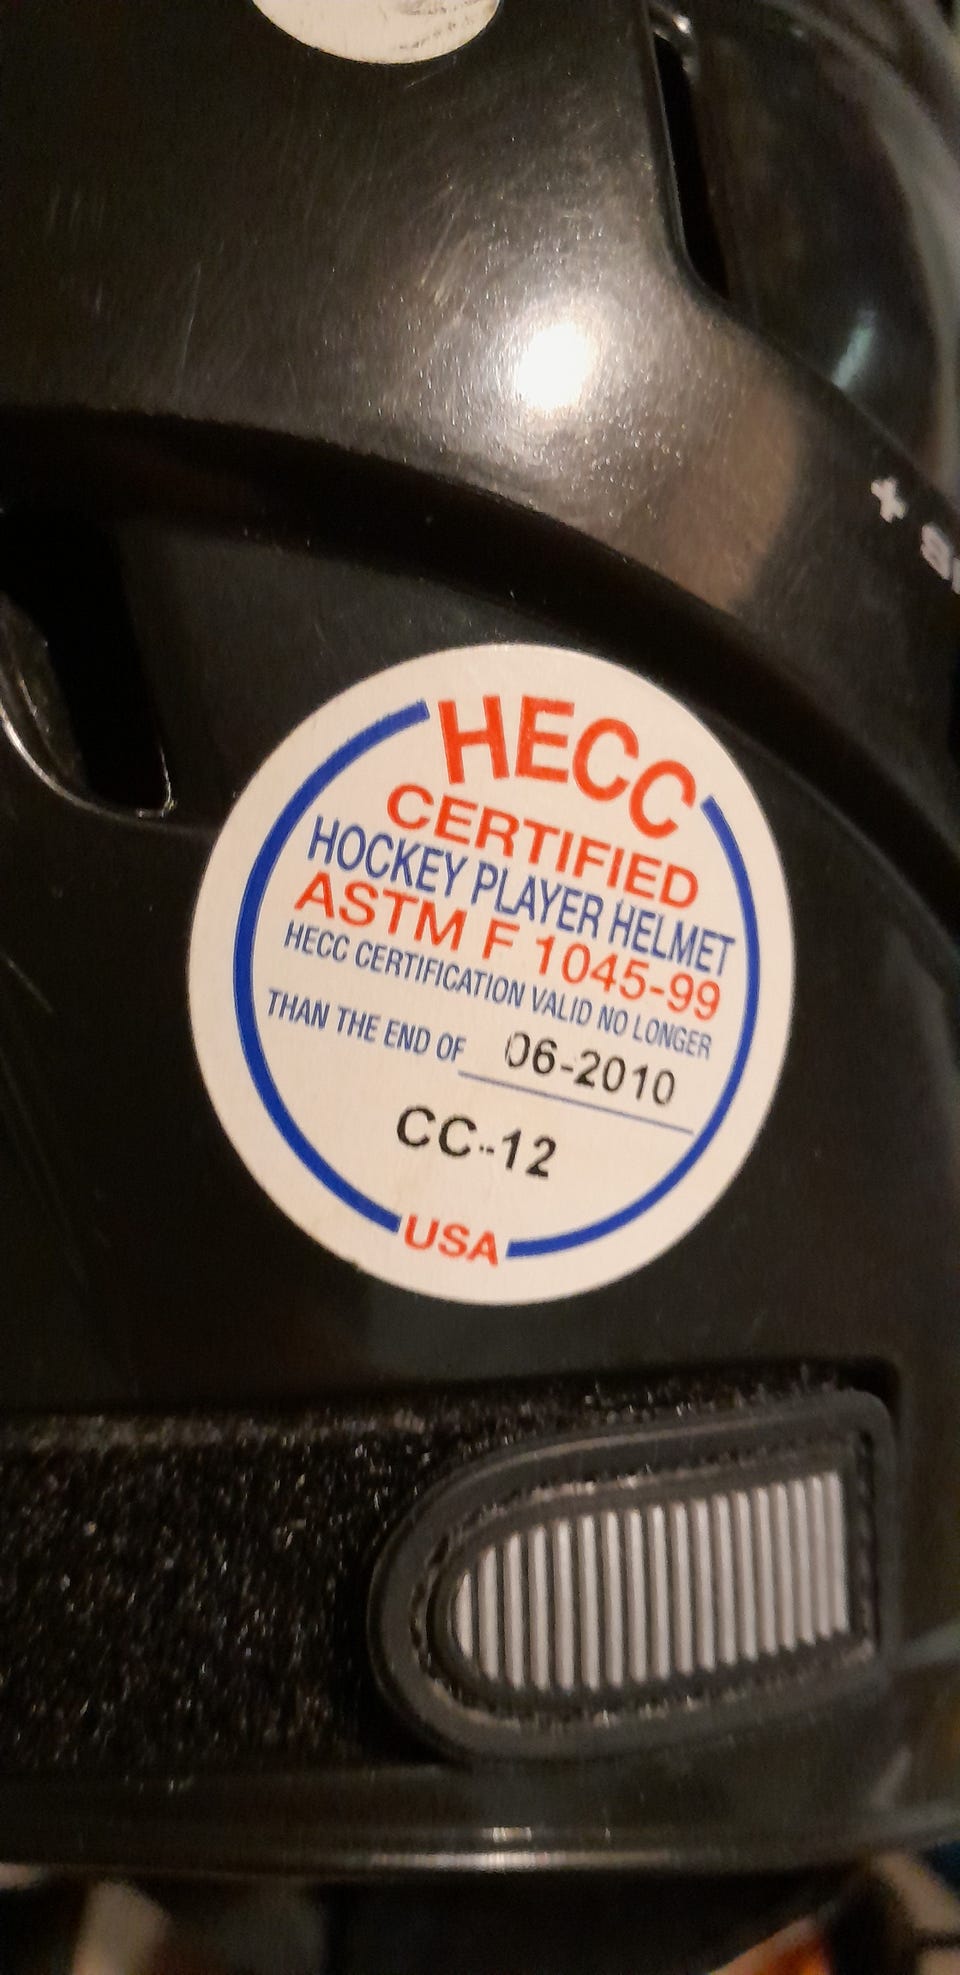 HECC
CERTIFIED
HOCKEY PLAYER HELMET
ASTM F 1045-99
HECC CERTIFICATION VALID NO LONGER
THAN THE END OF 06-2010
CC-12
USA